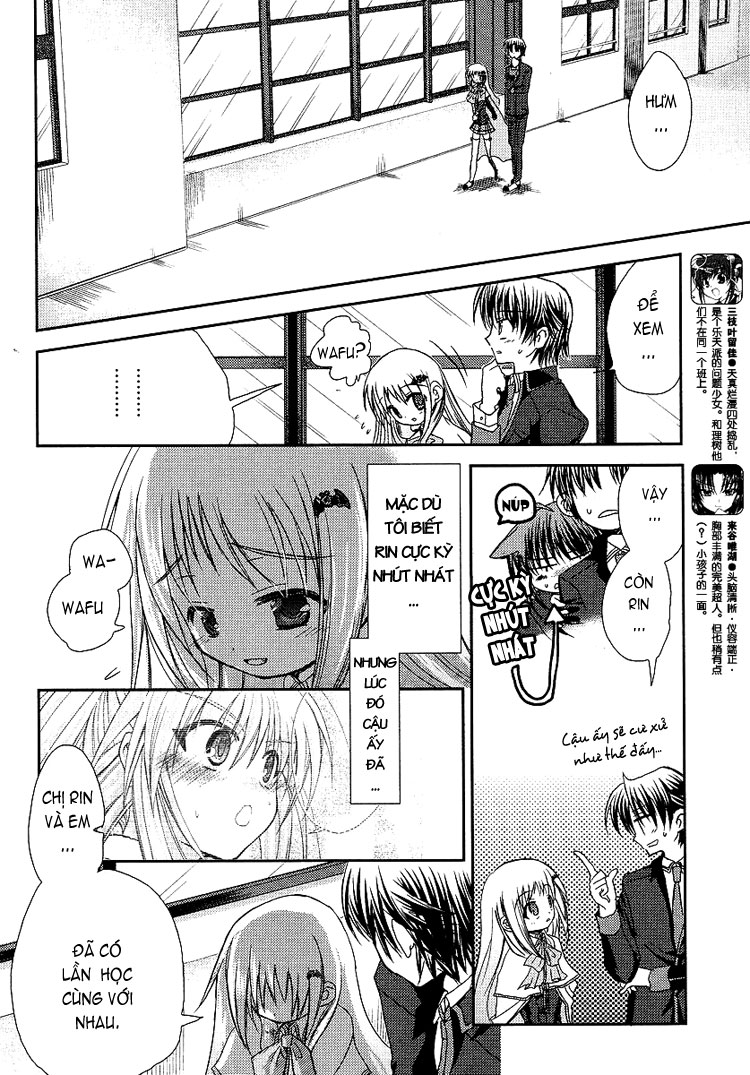 HƯM
...
ĐỂ
XEM
...
WAFU?
...
...
VẬY
...
CÒN
RIN
...
NÚP
CỰC KỲ
NHÚT
NHÁT
Cậu ấy sẽ cư xử
như thế đấy...
MẶC DÙ
TÔI BIẾT
RIN CỰC KỲ
NHÚT NHÁT
...
NHƯNG
LÚC
ĐÓ
CẬU
ẤY ĐÃ
...
WA-
WAFU
CHỊ RIN
VÀ EM
...
ĐÃ CÓ
LẦN HỌC
CÙNG VỚI
NHAU.
三枝叶留佳●天真烂漫四处捣乱，
是个乐天派的问题少女。和理树他
们不在同一个班上。
来谷唯湖●头脑清晰·仪容端正·
胸部丰满的完美超人。但也稍有点
（？）小孩子的一面。